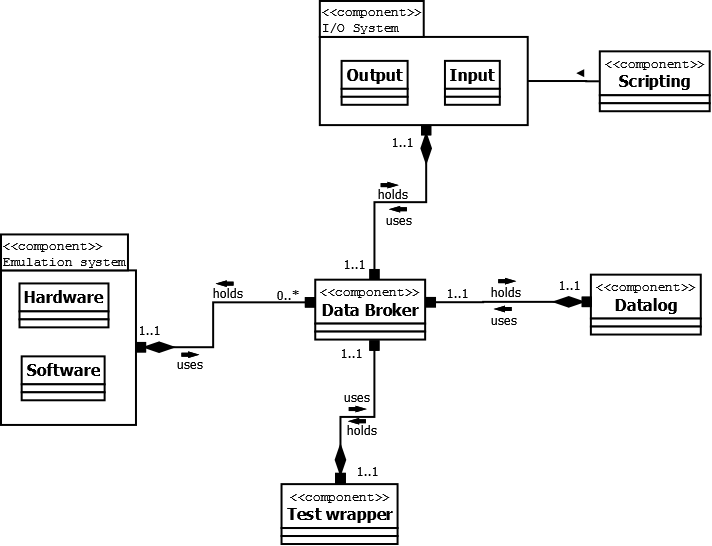 <<component>>
I/O System
Output
Input
<<component>>
Scripting
1..1
holds
uses
1..1
<<component>>
Emulation system
Hardware
Software
1..1
uses
holds
0..*
<<component>>
Data Broker
1..1
holds
uses
1..1
<<component>>
Datalog
1..1
uses
holds
1..1
<<component>>
Test wrapper